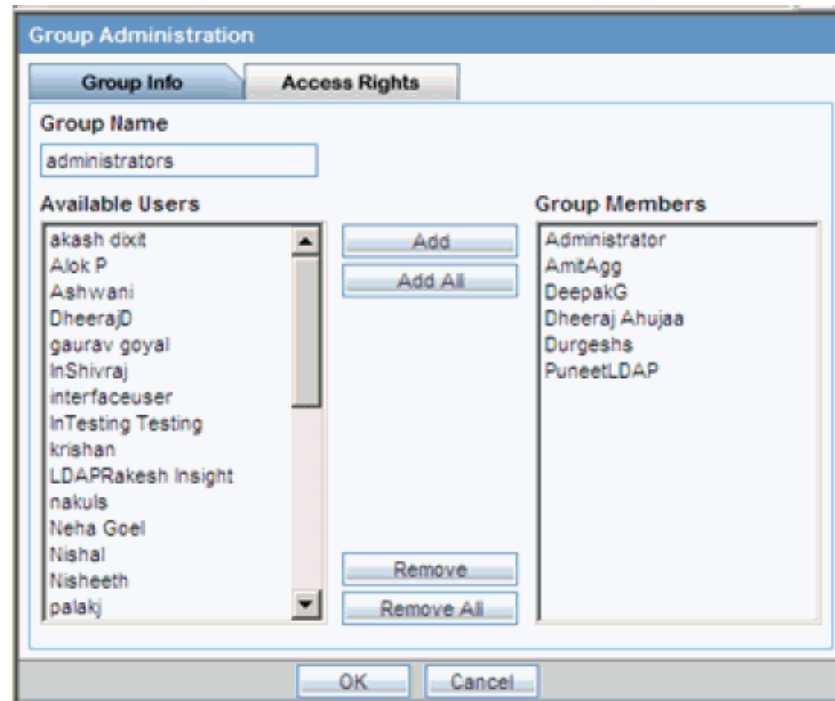 Group Administration
Group Info
Access Rights
Group Name
administrators
Available Users
akash dixit
Alok P
Ashwani
DheerajD
gaurav goyal
InShivraj
interfaceuser
InTesting Testing
krishan
LDAPRakesh Insight
nakuls
Neha Goel
Nishal
Nisheeth
palakj
Add
Add All
Remove
Remove All
Group Members
Administrator
AmitAgg
DeepakG
Dheeraj Ahujaa
Durgeshs
PuneetLDAP
OK
Cancel